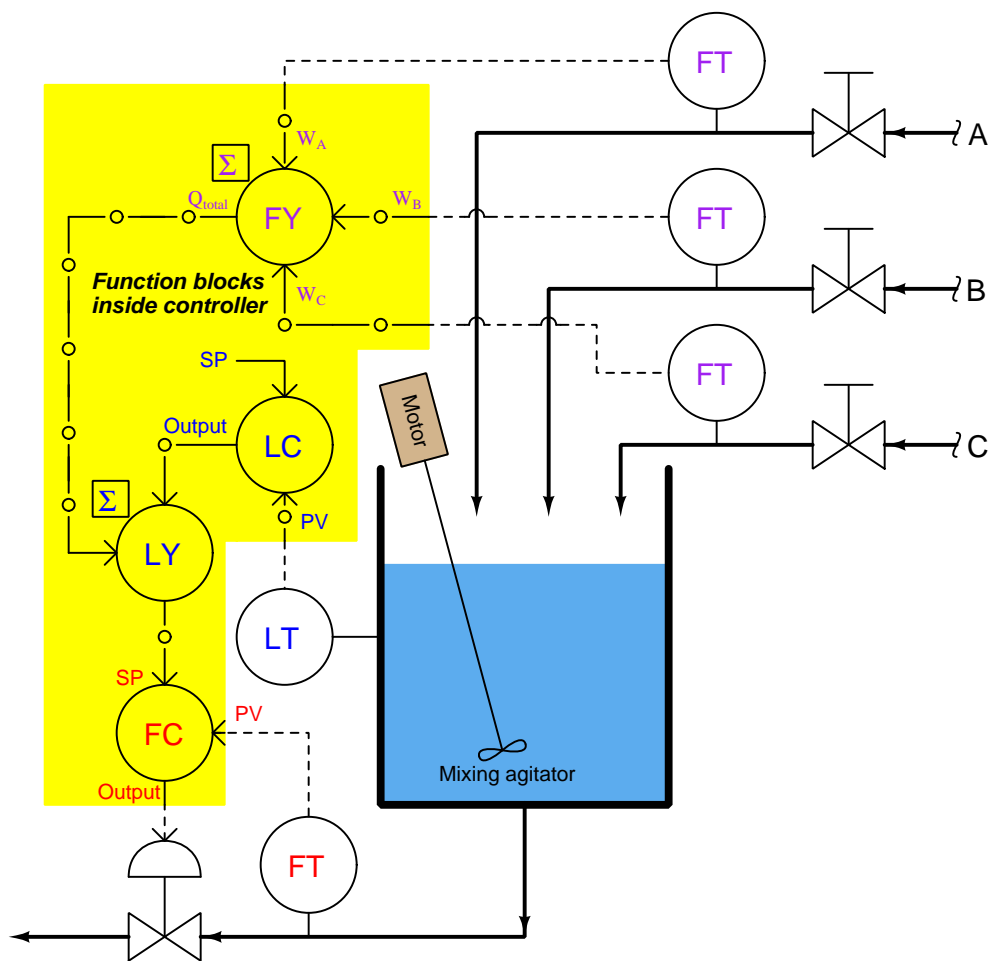 FT
A
W_A
Σ
Q_total
FY
W_B
FT
B
Function blocks
inside controller
W_C
SP
FT
Motor
Output
LC
C
Σ
PV
LY
LT
SP
PV
FC
Mixing agitator
Output
FT